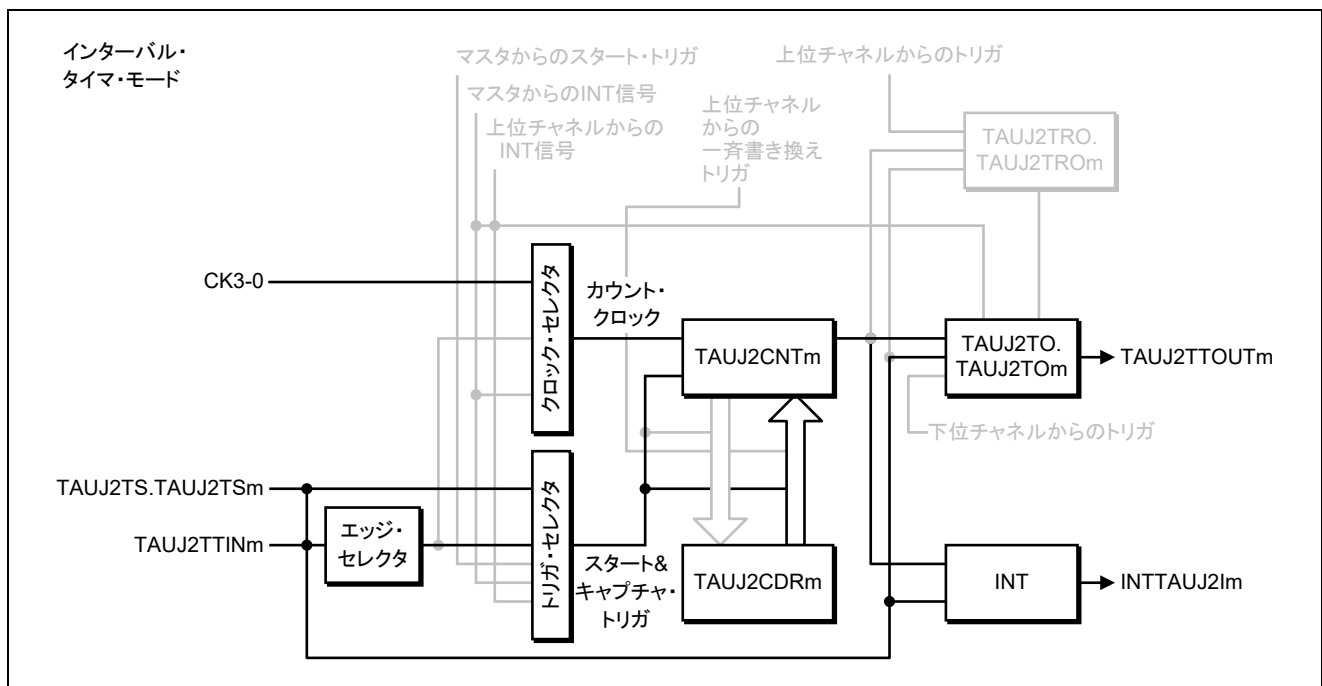 インターバル・
タイマ・モード
マスタからのスタート・トリガ
マスタからのINT信号
上位チャネルからの
INT信号
上位チャネル
からの
一斉書き換え
トリガ
上位チャネルからのトリガ
TAUJ2TRO.
TAUJ2TROm
CK3-0
クロック・セレクタ
カウント・
クロック
TAUJ2CNTm
TAUJ2TO.
TAUJ2TOm
TAUJ2TTOUTm
下位チャネルからのトリガ
TAUJ2TS.TAUJ2TSm
TAUJ2TTINm
エッジ・
セレクタ
トリガ・セレクタ
スタート&
キャプチャ・
トリガ
TAUJ2CDRm
INT
INTTAUJ2Im